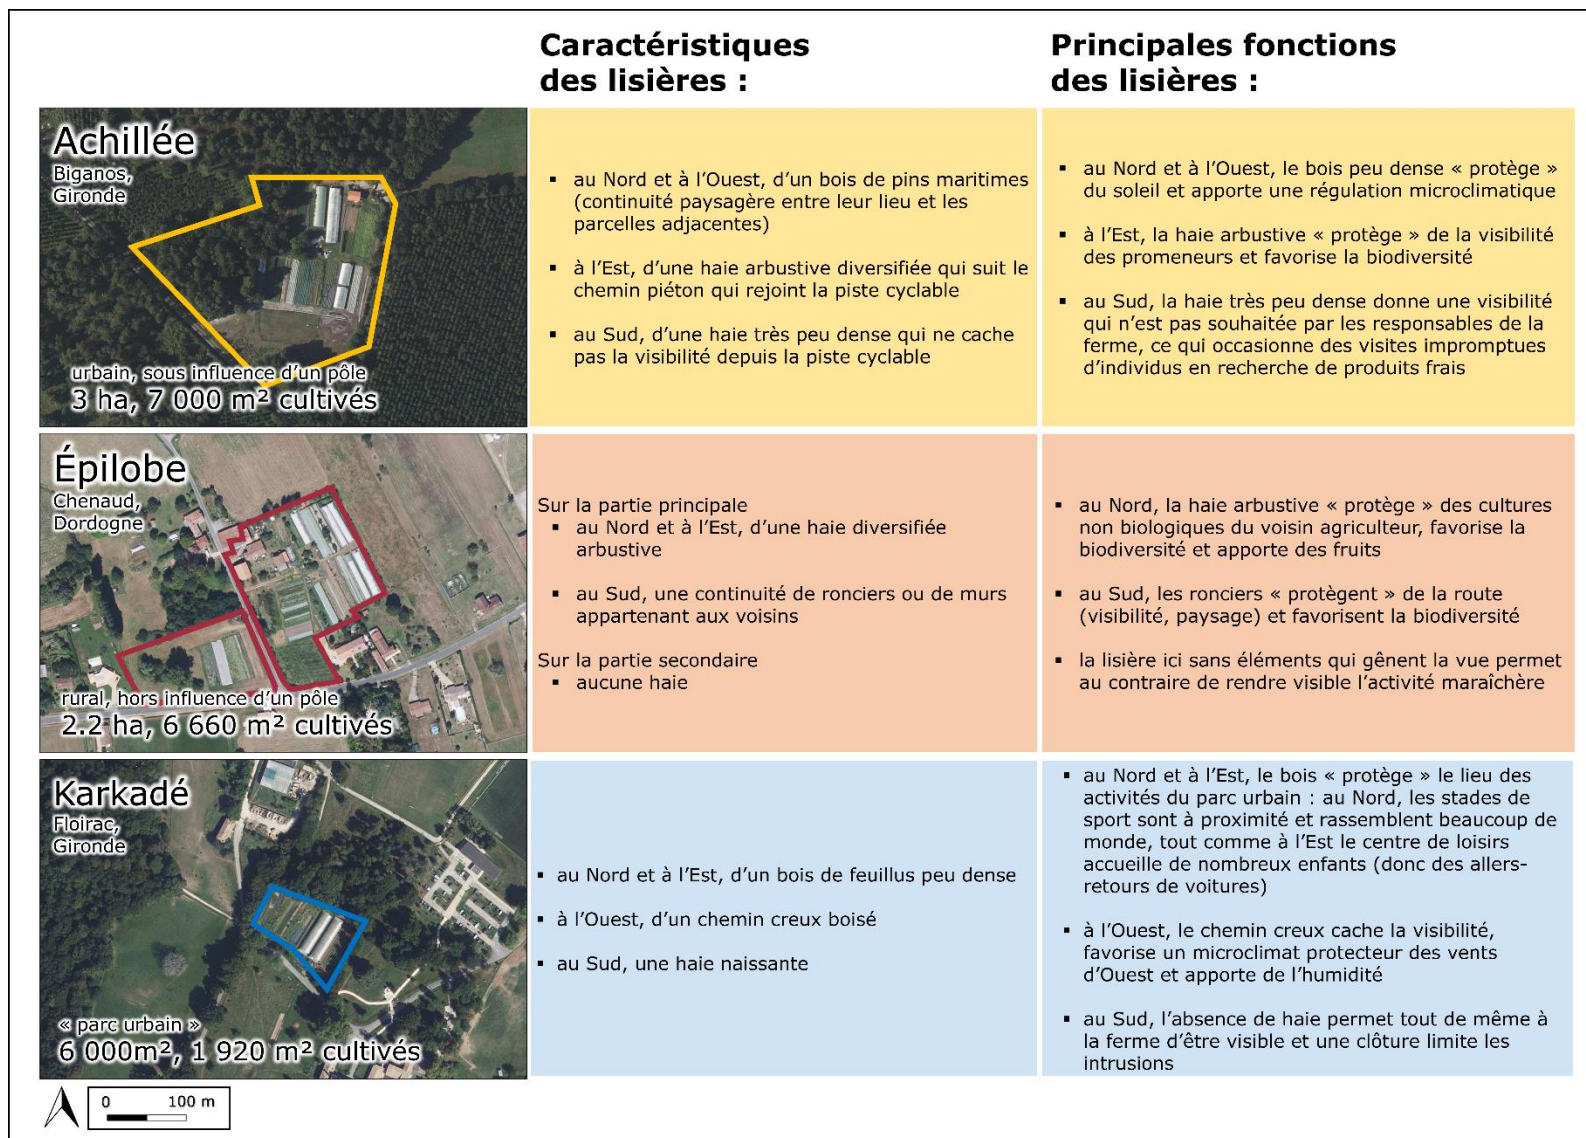 Caractéristiques
des lisières :
Principales fonctions
des lisières :
Achillée
Biganos,
Gironde
urbain, sous influence d’un pôle
3 ha, 7 000 m² cultivés
▪ au Nord et à l’Ouest, d’un bois de pins maritimes
(continuité paysagère entre leur lieu et les
parcelles adjacentes)
▪ à l’Est, d’une haie arbustive diversifiée qui suit le
chemin piéton qui rejoint la piste cyclable
▪ au Sud, d’une haie très peu dense qui ne cache
pas la visibilité depuis la piste cyclable
▪ au Nord et à l’Ouest, le bois peu dense « protège »
du soleil et apporte une régulation microclimatique
▪ à l’Est, la haie arbustive « protège » de la visibilité
des promeneurs et favorise la biodiversité
▪ au Sud, la haie très peu dense donne une visibilité
qui n’est pas souhaitée par les responsables de la
ferme, ce qui occasionne des visites impromptues
d’individus en recherche de produits frais
Épilobe
Chenaud,
Dordogne
rural, hors influence d’un pôle
2.2 ha, 6 660 m² cultivés
Sur la partie principale
▪ au Nord et à l’Est, d’une haie diversifiée
arbustive
▪ au Sud, une continuité de ronciers ou de murs
appartenant aux voisins
Sur la partie secondaire
▪ aucune haie
▪ au Nord, la haie arbustive « protège » des cultures
non biologiques du voisin agriculteur, favorise la
biodiversité et apporte des fruits
▪ au Sud, les ronciers « protègent » de la route
(visibilité, paysage) et favorisent la biodiversité
▪ la lisière ici sans éléments qui gênent la vue permet
au contraire de rendre visible l’activité maraîchère
Karkadé
Floirac,
Gironde
« parc urbain »
6 000m², 1 920 m² cultivés
▪ au Nord et à l’Est, d’un bois de feuillus peu dense
▪ à l’Ouest, d’un chemin creux boisé
▪ au Sud, une haie naissante
▪ au Nord et à l’Est, le bois « protège » le lieu des
activités du parc urbain : au Nord, les stades de
sport sont à proximité et rassemblent beaucoup de
monde, tout comme à l’Est le centre de loisirs
accueille de nombreux enfants (donc des allers-
retours de voitures)
▪ à l’Ouest, le chemin creux cache la visibilité,
favorise un microclimat protecteur des vents
d’Ouest et apporte de l’humidité
▪ au Sud, l’absence de haie permet tout de même à
la ferme d’être visible et une clôture limite les
intrusions
0 100 m